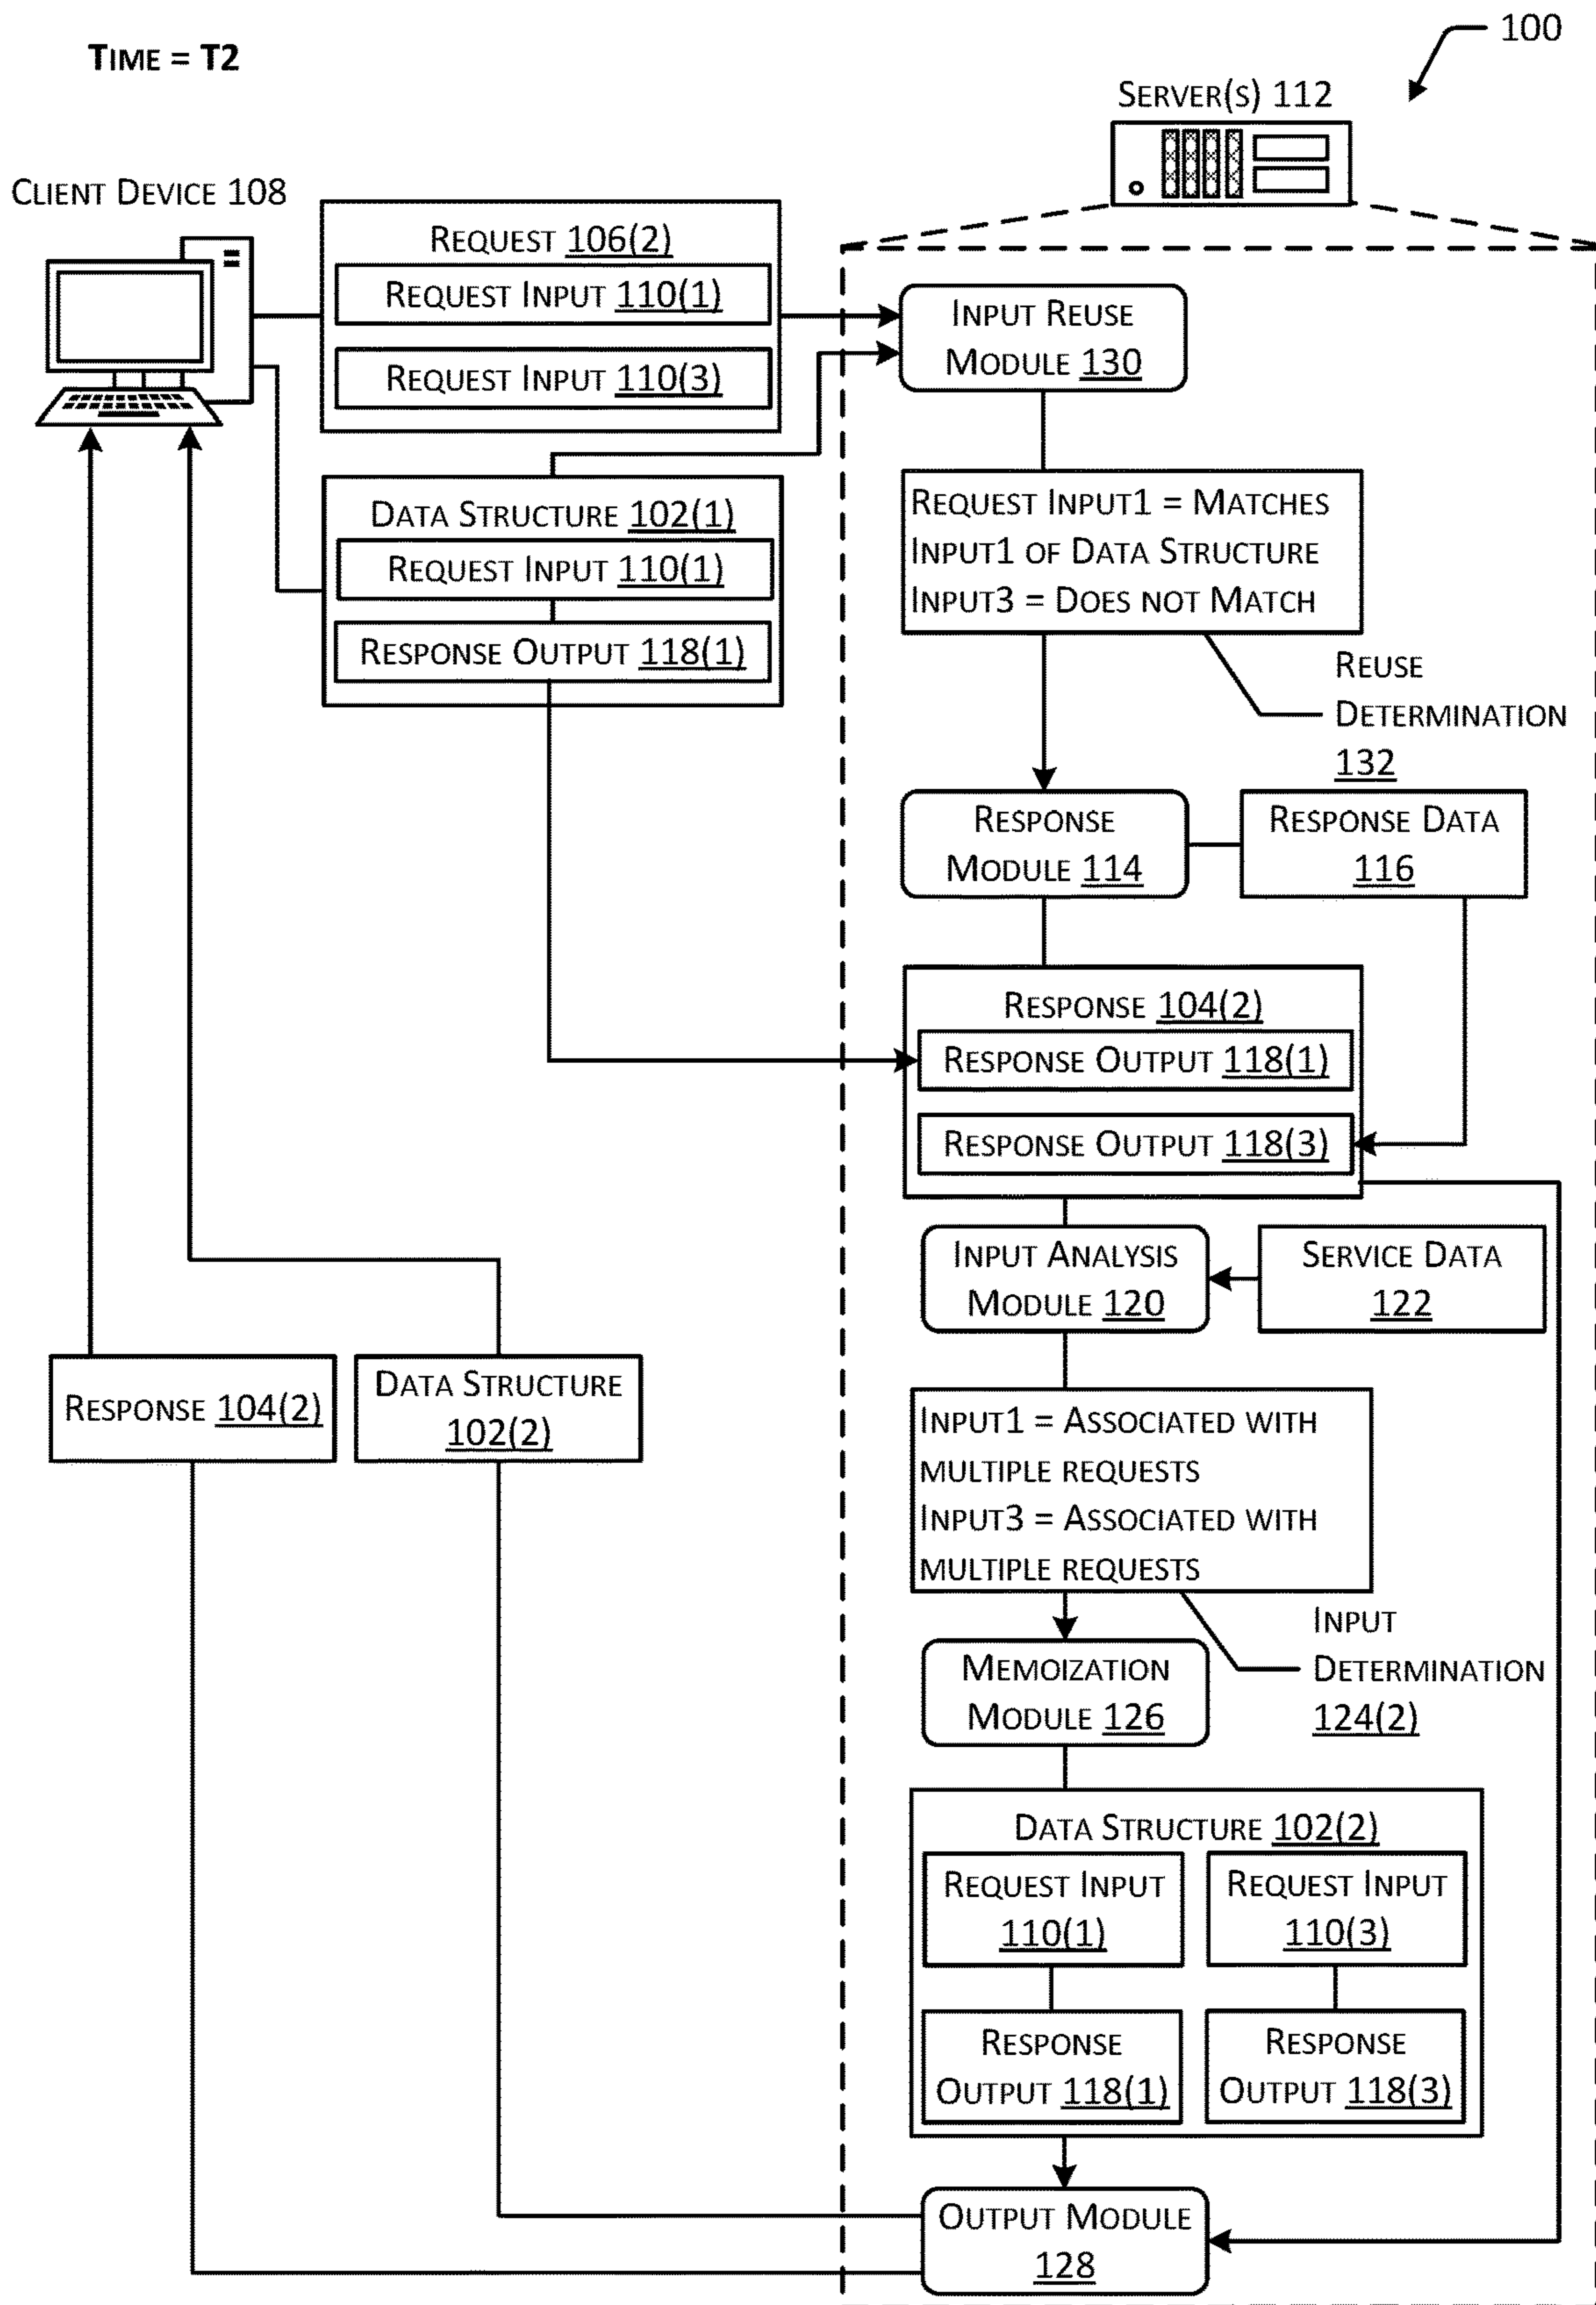 TIME = T2
100
SERVER(S) 112
CLIENT DEVICE 108
REQUEST 106(2)
REQUEST INPUT 110(1)
REQUEST INPUT 110(3)
DATA STRUCTURE 102(1)
REQUEST INPUT 110(1)
RESPONSE OUTPUT 118(1)
INPUT REUSE
MODULE 130
REQUEST INPUT1 = MATCHES
INPUT1 OF DATA STRUCTURE
INPUT3 = DOES NOT MATCH
REUSE
DETERMINATION
132
RESPONSE
MODULE 114
RESPONSE DATA
116
RESPONSE 104(2)
RESPONSE OUTPUT 118(1)
RESPONSE OUTPUT 118(3)
INPUT ANALYSIS
MODULE 120
SERVICE DATA
122
RESPONSE 104(2)
DATA STRUCTURE
102(2)
INPUT1 = ASSOCIATED WITH
MULTIPLE REQUESTS
INPUT3 = ASSOCIATED WITH
MULTIPLE REQUESTS
INPUT
DETERMINATION
124(2)
MEMOIZATION
MODULE 126
DATA STRUCTURE 102(2)
REQUEST INPUT
110(1)
REQUEST INPUT
110(3)
RESPONSE
OUTPUT 118(1)
RESPONSE
OUTPUT 118(3)
OUTPUT MODULE
128